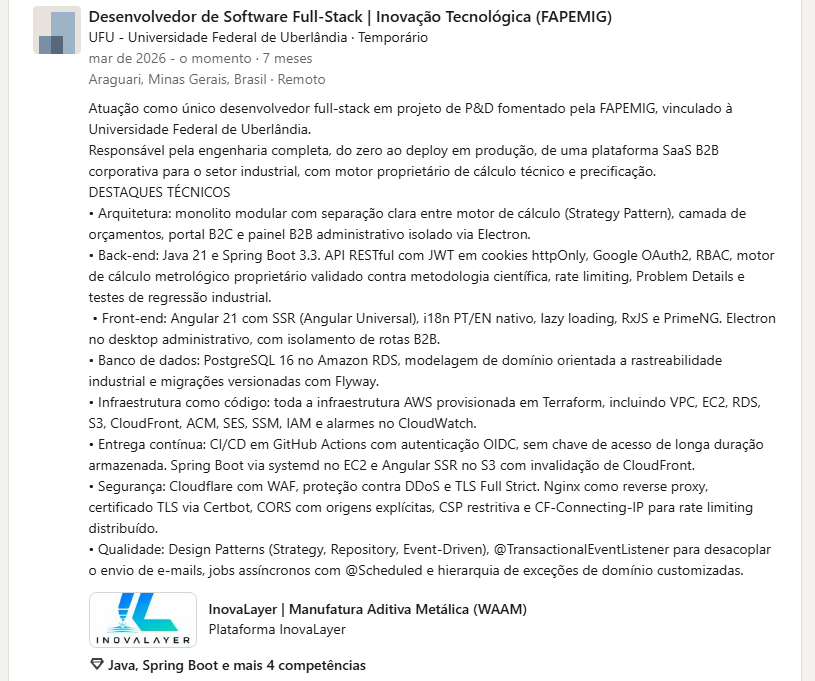 Desenvolvedor de Software Full-Stack | Inovação Tecnológica (FAPEMIG)
UFU - Universidade Federal de Uberlândia · Temporário
mar de 2026 - o momento · 7 meses
Araguari, Minas Gerais, Brasil · Remoto
Atuação como único desenvolvedor full-stack em projeto de P&D fomentado pela FAPEMIG, vinculado à
Universidade Federal de Uberlândia.
Responsável pela engenharia completa, do zero ao deploy em produção, de uma plataforma SaaS B2B
corporativa para o setor industrial, com motor proprietário de cálculo técnico e precificação.
DESTAQUES TÉCNICOS
• Arquitetura: monolito modular com separação clara entre motor de cálculo (Strategy Pattern), camada de
orçamentos, portal B2C e painel B2B administrativo isolado via Electron.
• Back-end: Java 21 e Spring Boot 3.3. API RESTful com JWT em cookies httpOnly, Google OAuth2, RBAC, motor
de cálculo metrológico proprietário validado contra metodologia científica, rate limiting, Problem Details e
testes de regressão industrial.
• Front-end: Angular 21 com SSR (Angular Universal), i18n PT/EN nativo, lazy loading, RxJS e PrimeNG. Electron
no desktop administrativo, com isolamento de rotas B2B.
• Banco de dados: PostgreSQL 16 no Amazon RDS, modelagem de domínio orientada a rastreabilidade
industrial e migrações versionadas com Flyway.
• Infraestrutura como código: toda a infraestrutura AWS provisionada em Terraform, incluindo VPC, EC2, RDS,
S3, CloudFront, ACM, SES, SSM, IAM e alarmes no CloudWatch.
• Entrega contínua: CI/CD em GitHub Actions com autenticação OIDC, sem chave de acesso de longa duração
armazenada. Spring Boot via systemd no EC2 e Angular SSR no S3 com invalidação de CloudFront.
• Segurança: Cloudflare com WAF, proteção contra DDoS e TLS Full Strict. Nginx como reverse proxy,
certificado TLS via Certbot, CORS com origens explícitas, CSP restritiva e CF-Connecting-IP para rate limiting
distribuído.
• Qualidade: Design Patterns (Strategy, Repository, Event-Driven), @TransactionalEventListener para desacoplar
o envio de e-mails, jobs assíncronos com @Scheduled e hierarquia de exceções de domínio customizadas.
INOVALAYER
InovaLayer | Manufatura Aditiva Metálica (WAAM)
Plataforma InovaLayer
Java, Spring Boot e mais 4 competências